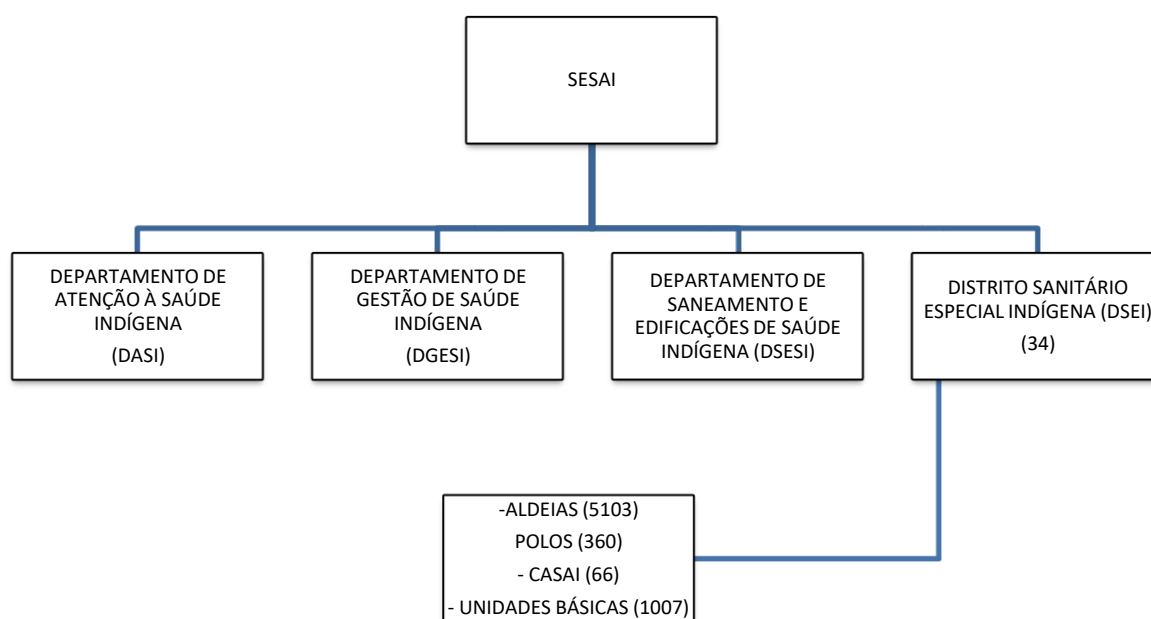 SESAI
DEPARTAMENTO DE
ATENÇÃO À SAÚDE
INDÍGENA
(DASI)
DEPARTAMENTO DE
GESTÃO DE SAÚDE
INDÍGENA
(DGESI)
DEPARTAMENTO DE
SANEAMENTO E
EDIFICAÇÕES DE SAÚDE
INDÍGENA (DSESI)
DISTRITO SANITÁRIO
ESPECIAL INDÍGENA (DSEI)
(34)
-ALDEIAS (5103)
POLOS (360)
- CASAI (66)
- UNIDADES BÁSICAS (1007)